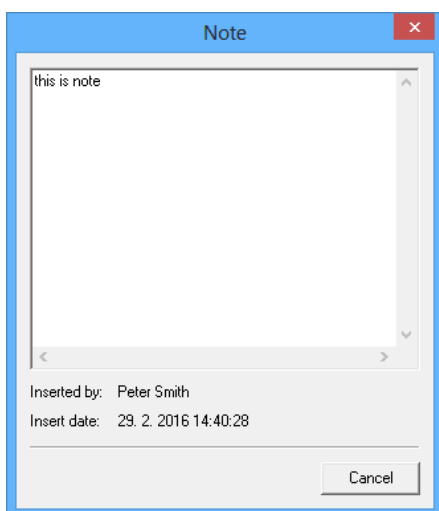 Note
this is note
Inserted by: Peter Smith
Insert date: 29. 2. 2016 14:40:28
Cancel